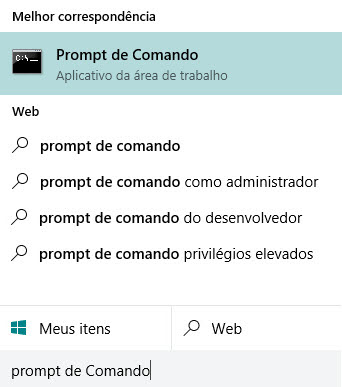 Melhor correspondência
C:\.
Prompt de Comando
Aplicativo da área de trabalho
Web
prompt de comando
prompt de comando como administrador
prompt de comando do desenvolvedor
prompt de comando privilégios elevados
Meus itens
Web
prompt de Comando